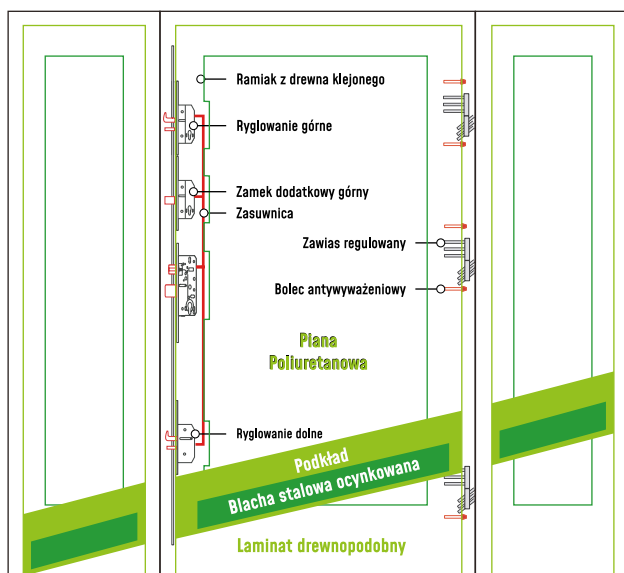 Ramiak z drewna klejonego
Ryglowanie górne
Zamek dodatkowy górny
Zasuwnica
Zawias regulowany
Bolec antywyważeniowy
Piana
Poliuretanowa
Ryglowanie dolne
Podkład
Blacha stalowa ocynkowana
Laminat drewnopodobny